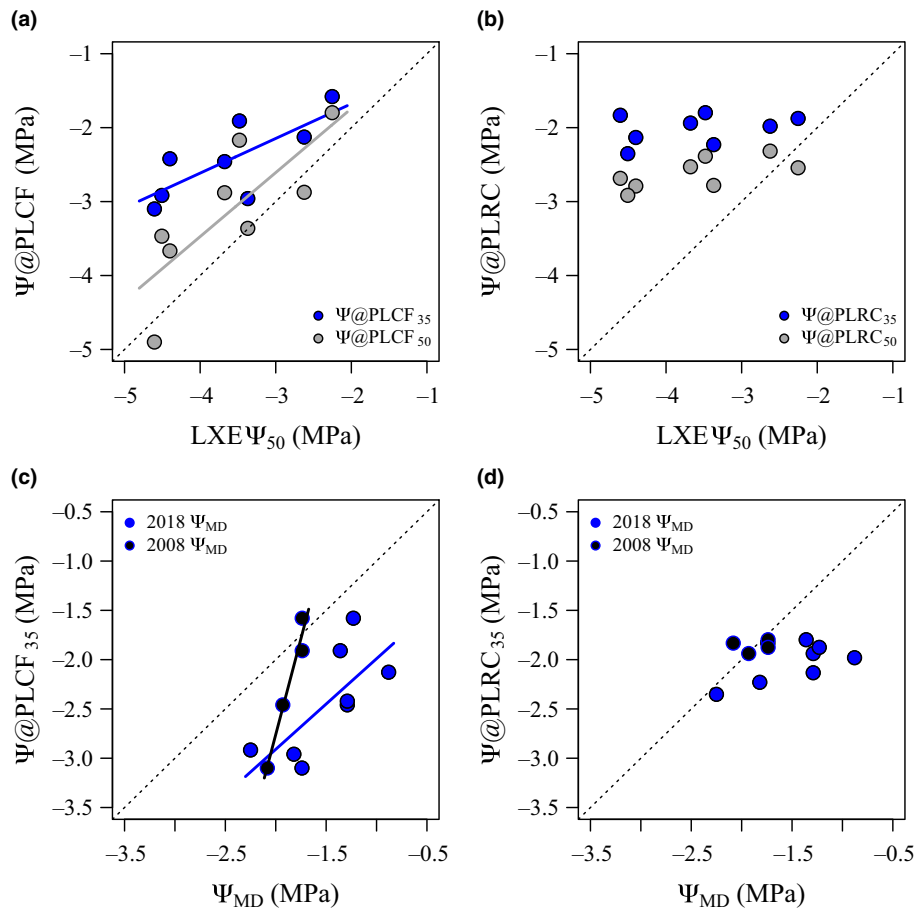 (a)
−1
−2
−3
−4
−5
Ψ@PLCF (MPa)
Ψ@PLCF35
Ψ@PLCF50
−5 −4 −3 −2 −1
LXEΨ50 (MPa)
(b)
−1
−2
−3
−4
−5
Ψ@PLRC (MPa)
Ψ@PLRC35
Ψ@PLRC50
−5 −4 −3 −2 −1
LXEΨ50 (MPa)
(c)
−0.5
−1.0
−1.5
−2.0
−2.5
−3.0
−3.5
Ψ@PLCF35 (MPa)
2018 ΨMD
2008 ΨMD
−3.5 −2.5 −1.5 −0.5
ΨMD (MPa)
(d)
−0.5
−1.0
−1.5
−2.0
−2.5
−3.0
−3.5
Ψ@PLRC35 (MPa)
2018 ΨMD
2008 ΨMD
−3.5 −2.5 −1.5 −0.5
ΨMD (MPa)